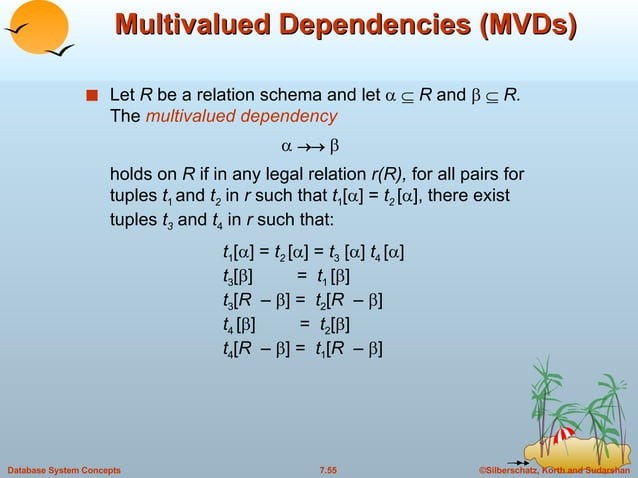 Multivalued Dependencies (MVDs)
■ Let R be a relation schema and let α ⊆ R and β ⊆ R.
The multivalued dependency
α →→ β
holds on R if in any legal relation r(R), for all pairs for
tuples t1 and t2 in r such that t1[α] = t2 [α], there exist
tuples t3 and t4 in r such that:
t1[α] = t2 [α] = t3 [α] t4 [α]
t3[β] = t1 [β]
t3[R – β] = t2[R – β]
t4 [β] = t2[β]
t4[R – β] = t1[R – β]
Database System Concepts 7.55 ©Silberschatz, Korth and Sudarshan